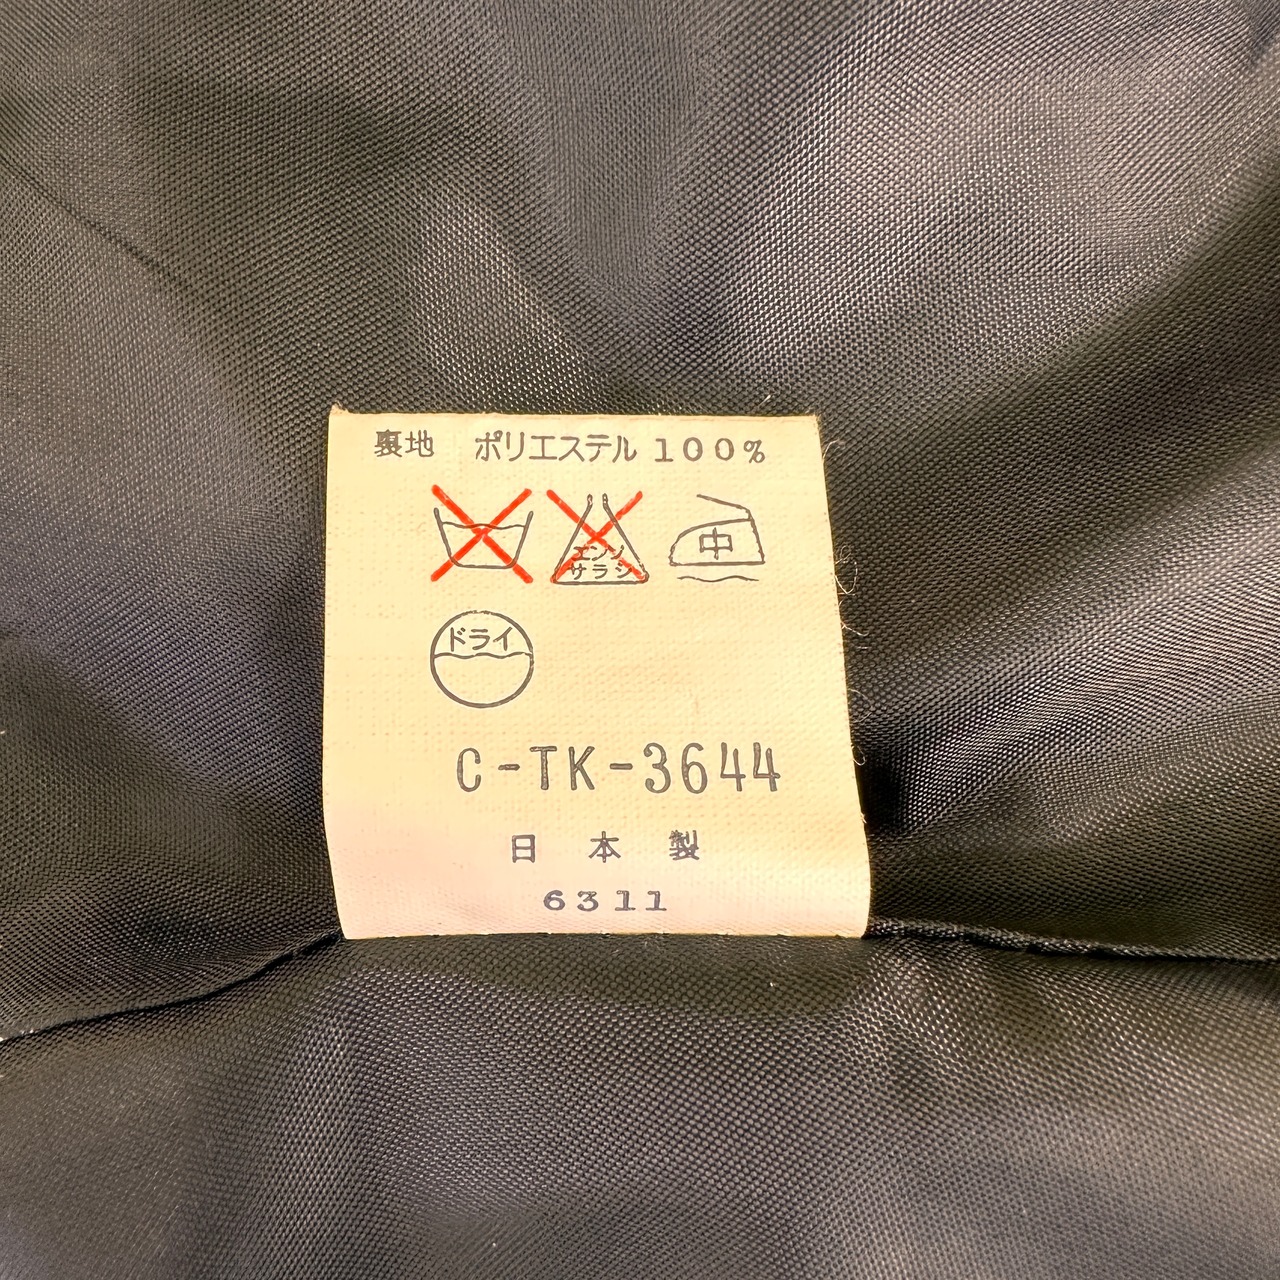 裏地 ポリエステル 100%
エンソ
サラシ
中
ドライ
C-TK-3644
日本製
6311